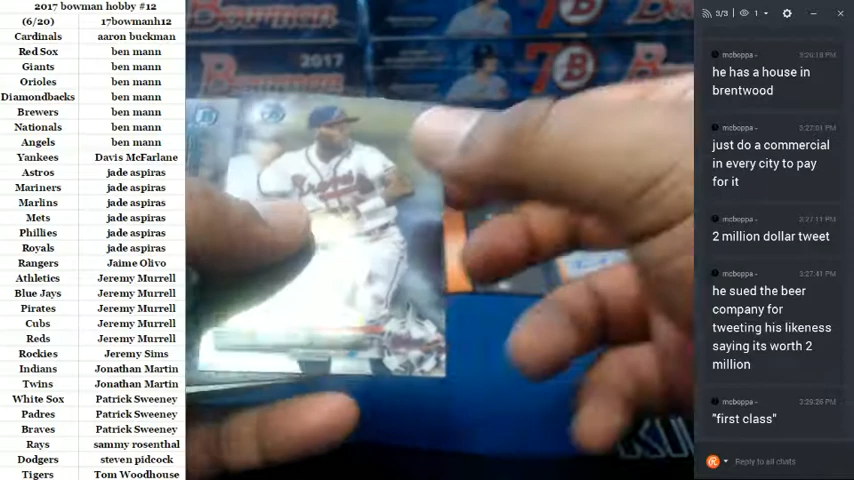 2017 bowman hobby #12
(6/20) 17bowmanh12
Cardinals aaron buckman
Red Sox ben mann
Giants ben mann
Orioles ben mann
Diamondbacks ben mann
Brewers ben mann
Nationals ben mann
Angels ben mann
Yankees Davis McFarlane
Astros jade aspiras
Mariners jade aspiras
Marlins jade aspiras
Mets jade aspiras
Phillies jade aspiras
Royals jade aspiras
Rangers Jaime Olivo
Athletics Jeremy Murrell
Blue Jays Jeremy Murrell
Pirates Jeremy Murrell
Cubs Jeremy Murrell
Reds Jeremy Murrell
Rockies Jeremy Sims
Indians Jonathan Martin
Twins Jonathan Martin
White Sox Patrick Sweeney
Padres Patrick Sweeney
Braves Patrick Sweeney
Rays sammy rosenthal
Dodgers steven pidcock
Tigers Tom Woodhouse
2017
Bowman
Braves
3/3 1
mcboppa - 3:26:18 PM
he has a house in
brentwood
mcboppa - 3:27:01 PM
just do a commercial
in every city to pay
for it
mcboppa - 3:27:11 PM
2 million dollar tweet
mcboppa - 3:27:41 PM
he sued the beer
company for
tweeting his likeness
saying its worth 2
million
mcboppa - 3:29:26 PM
"first class"
Reply to all chats